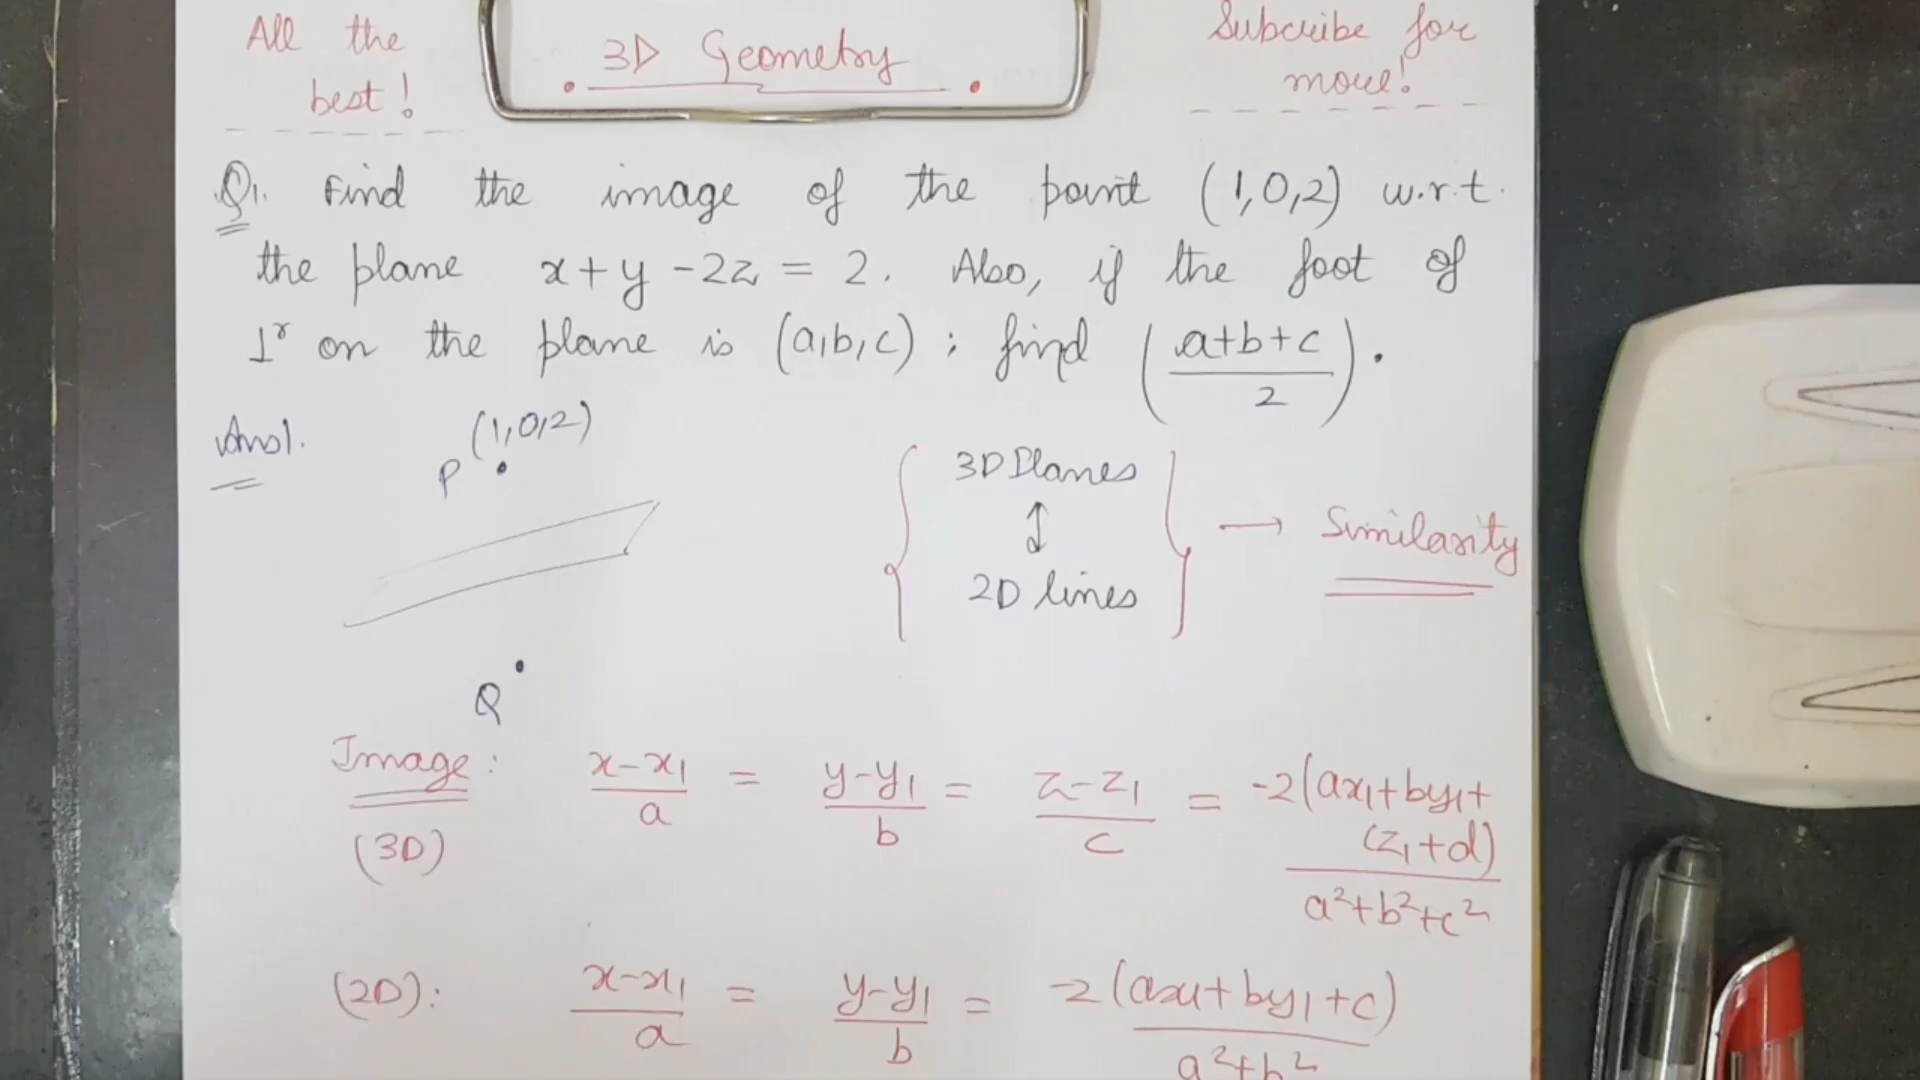 All the
best!
3D Geometry
Subcribe for
more!
Q1. Find the image of the point (1,0,2) w.r.t.
the plane x+y-2z = 2. Also, if the foot of
⊥r on the plane is (a,b,c) ; find (a+b+c/2).
Ans1.
P (1,0,2)
Q
3D Planes
↕
2D lines
→ Similarity
Image: x-x₁/a = y-y₁/b = z-z₁/c = -2(ax₁+by₁+
(3D) cz₁+d)
a²+b²+c²
(2D): x-x₁/a = y-y₁/b = -2(ax₁+by₁+c)
a²+b²